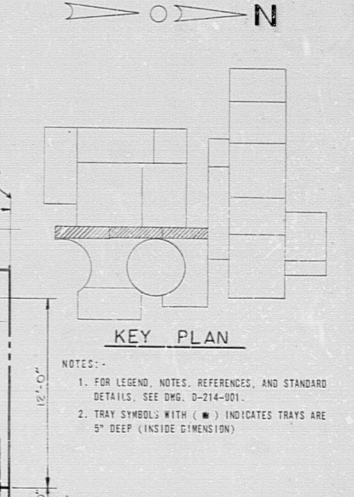 N
KEY PLAN
NOTES:-
1. FOR LEGEND, NOTES, REFERENCES, AND STANDARD
DETAILS, SEE DWG. D-214-001.
2. TRAY SYMBOLS WITH ( ■ ) INDICATES TRAYS ARE
5" DEEP (INSIDE DIMENSION)
12'-0"